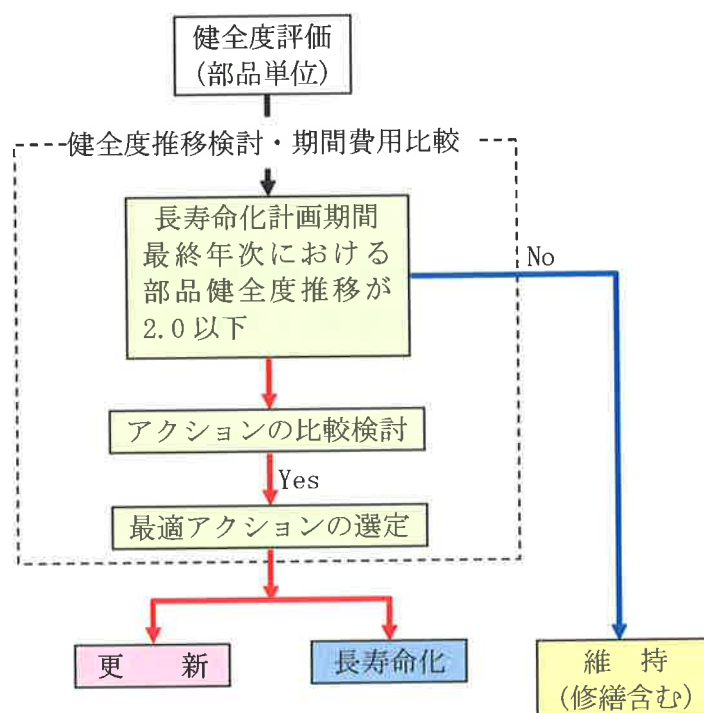 健全度評価
(部品単位)
健全度推移検討・期間費用比較
長寿命化計画期間
最終年次における
部品健全度推移が
2.0以下
No
アクションの比較検討
Yes
最適アクションの選定
更　新
長寿命化
維　持
(修繕含む)